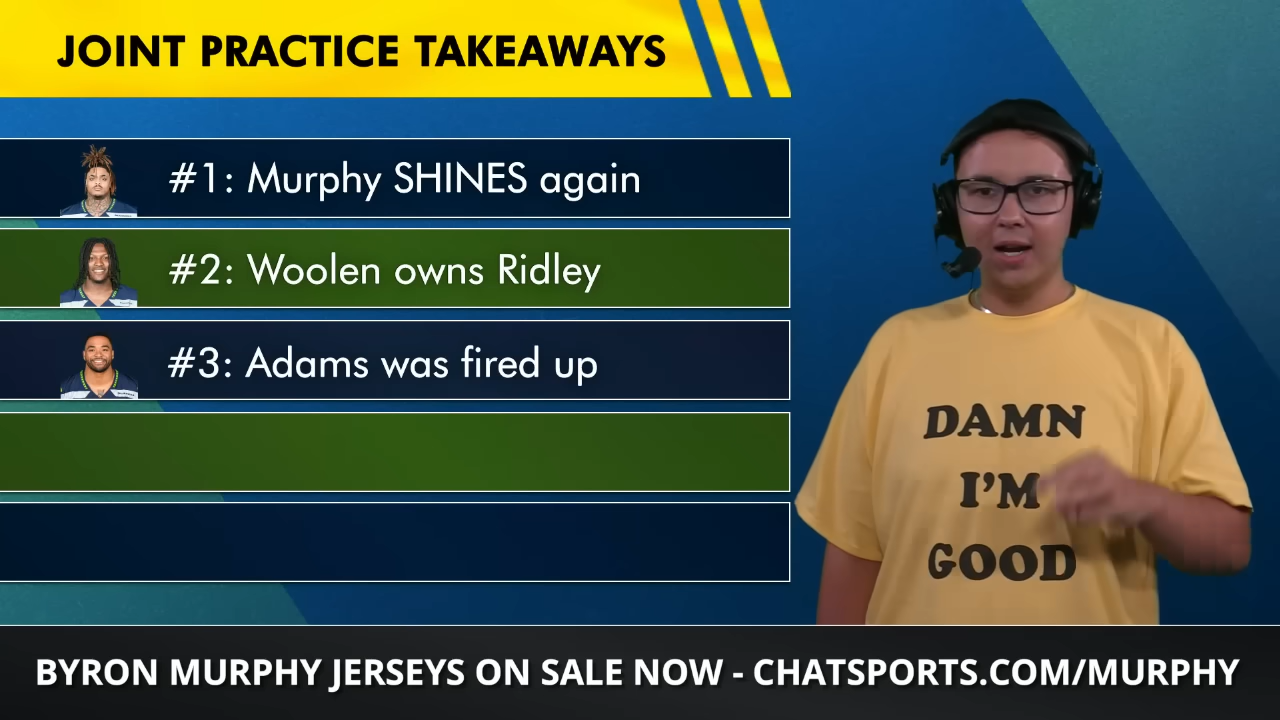 JOINT PRACTICE TAKEAWAYS
#1: Murphy SHINES again
#2: Woolen owns Ridley
#3: Adams was fired up
DAMN
I'M
GOOD
BYRON MURPHY JERSEYS ON SALE NOW - CHATSPORTS.COM/MURPHY